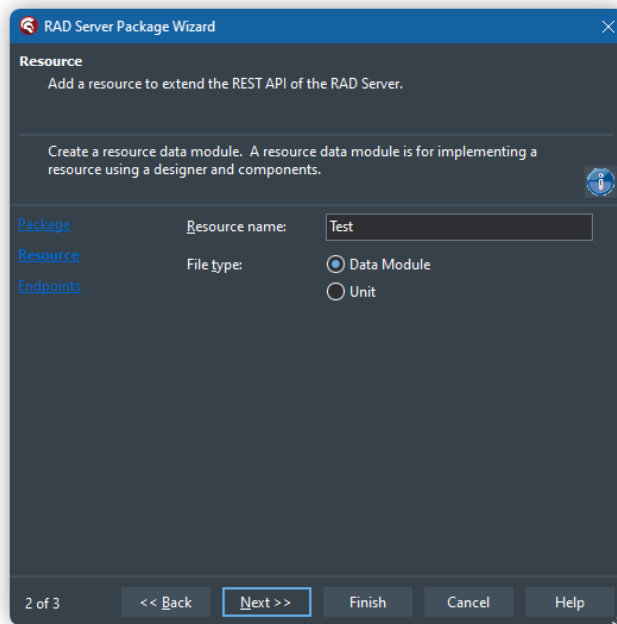 RAD Server Package Wizard
Resource
Add a resource to extend the REST API of the RAD Server.
Create a resource data module. A resource data module is for implementing a
resource using a designer and components.
Package
Resource name: Test
Resource
File type: Data Module
Endpoints
Unit
2 of 3 << Back Next >> Finish Cancel Help